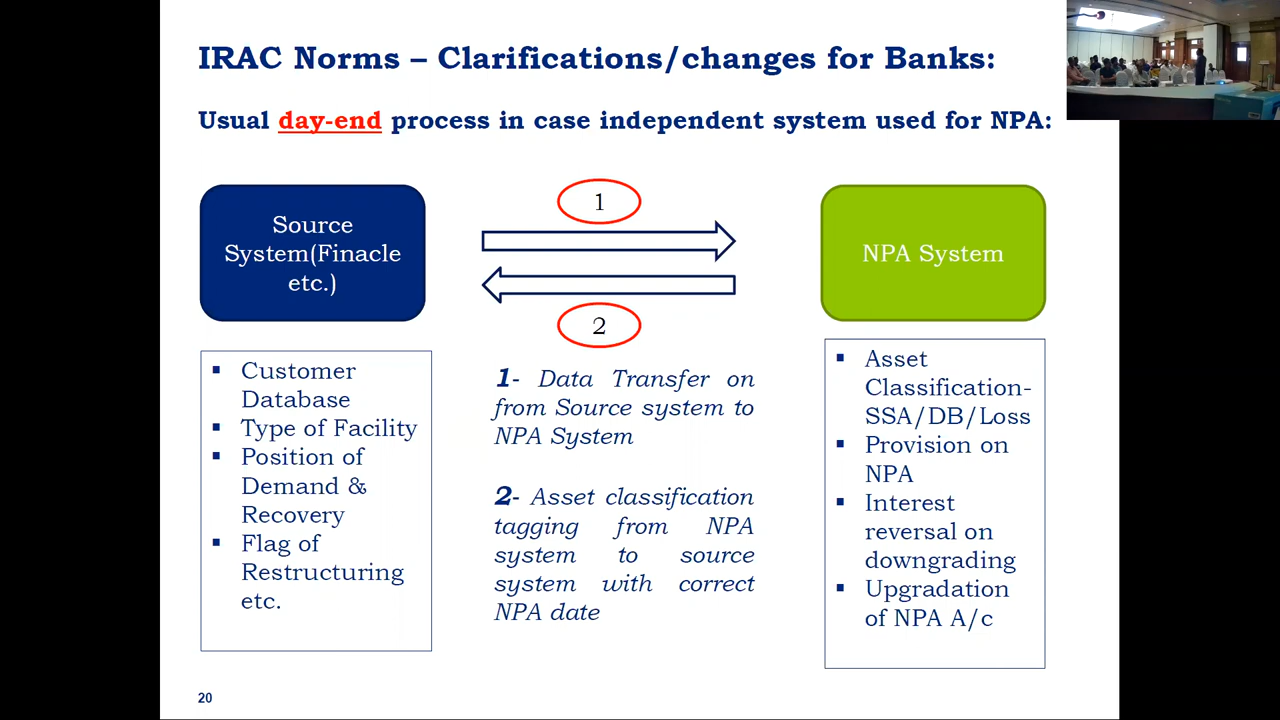 IRAC Norms – Clarifications/changes for Banks:
Usual day-end process in case independent system used for NPA:
Source
System(Finacle
etc.)
1
2
NPA System
▪ Customer
Database
▪ Type of Facility
▪ Position of
Demand &
Recovery
▪ Flag of
Restructuring
etc.
1- Data Transfer on
from Source system to
NPA System
2- Asset classification
tagging from NPA
system to source
system with correct
NPA date
▪ Asset
Classification-
SSA/DB/Loss
▪ Provision on
NPA
▪ Interest
reversal on
downgrading
▪ Upgradation
of NPA A/c
20